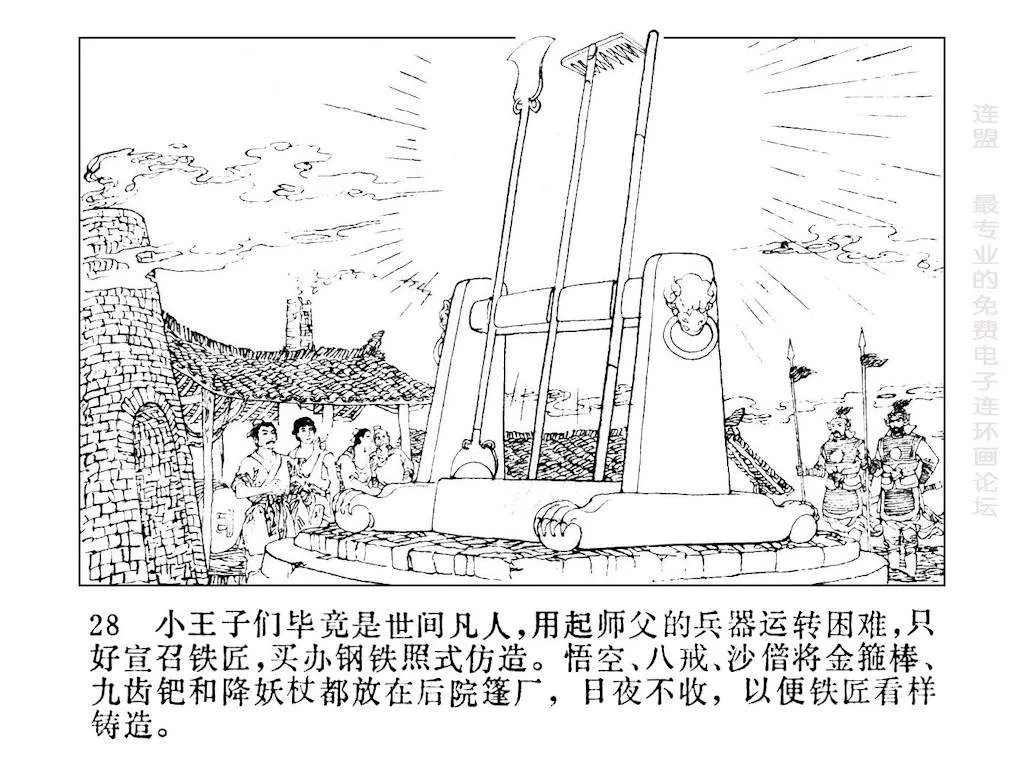 28 小王子们毕竟是世间凡人，用起师父的兵器运转困难，只
好宣召铁匠，买办钢铁照式仿造。悟空、八戒、沙僧将金箍棒、
九齿钯和降妖杖都放在后院篷厂，日夜不收，以便铁匠看样
铸造。
连盟 最专业的免费电子连环画论坛